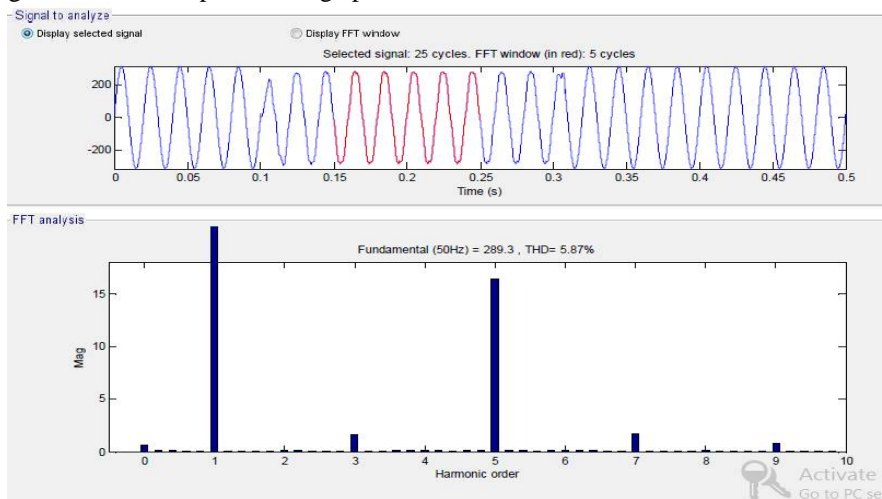 Signal to analyze
Display selected signal
Display FFT window
Selected signal: 25 cycles. FFT window (in red): 5 cycles
200
0
-200
0 0.05 0.1 0.15 0.2 0.25 0.3 0.35 0.4 0.45 0.5
Time (s)
FFT analysis
Fundamental (50Hz) = 289.3 , THD= 5.87%
15
10
5
0
Mag
0 1 2 3 4 5 6 7 8 9 10
Harmonic order
Activate
Go to PC se